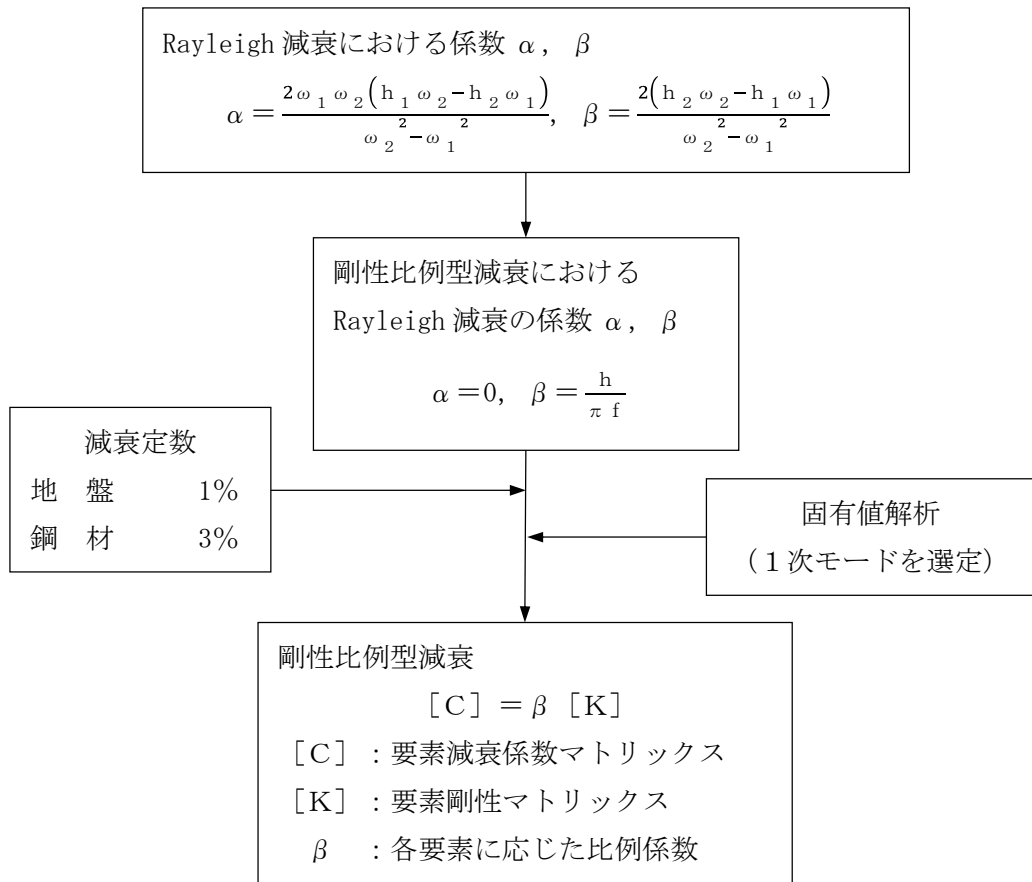 Rayleigh 減衰における係数 α, β
α＝2ω1ω2(h1ω2−h2ω1)/ω2²−ω1², β＝2(h2ω2−h1ω1)/ω2²−ω1²
剛性比例型減衰における
Rayleigh 減衰の係数 α, β
α＝0, β＝h/π f
減衰定数
地 盤 1%
鋼 材 3%
固有値解析
（１次モードを選定）
剛性比例型減衰
［Ｃ］＝β［Ｋ］
［Ｃ］：要素減衰係数マトリックス
［Ｋ］：要素剛性マトリックス
β ：各要素に応じた比例係数